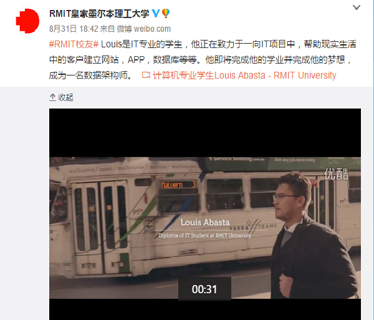 RMIT皇家墨尔本理工大学
8月31日 18:42 来自 微博 weibo.com
#RMIT校友# Louis是IT专业的学生，他正在致力于一向IT项目中，帮助现实生活
中的客户建立网站，APP，数据库等等。他即将完成他的学业并完成他的梦想，
成为一名数据架构师。 计算机专业学生Louis Abasta - RMIT University
收起
优酷
Louis Abasta
Diploma of IT Student at RMIT University
00:31